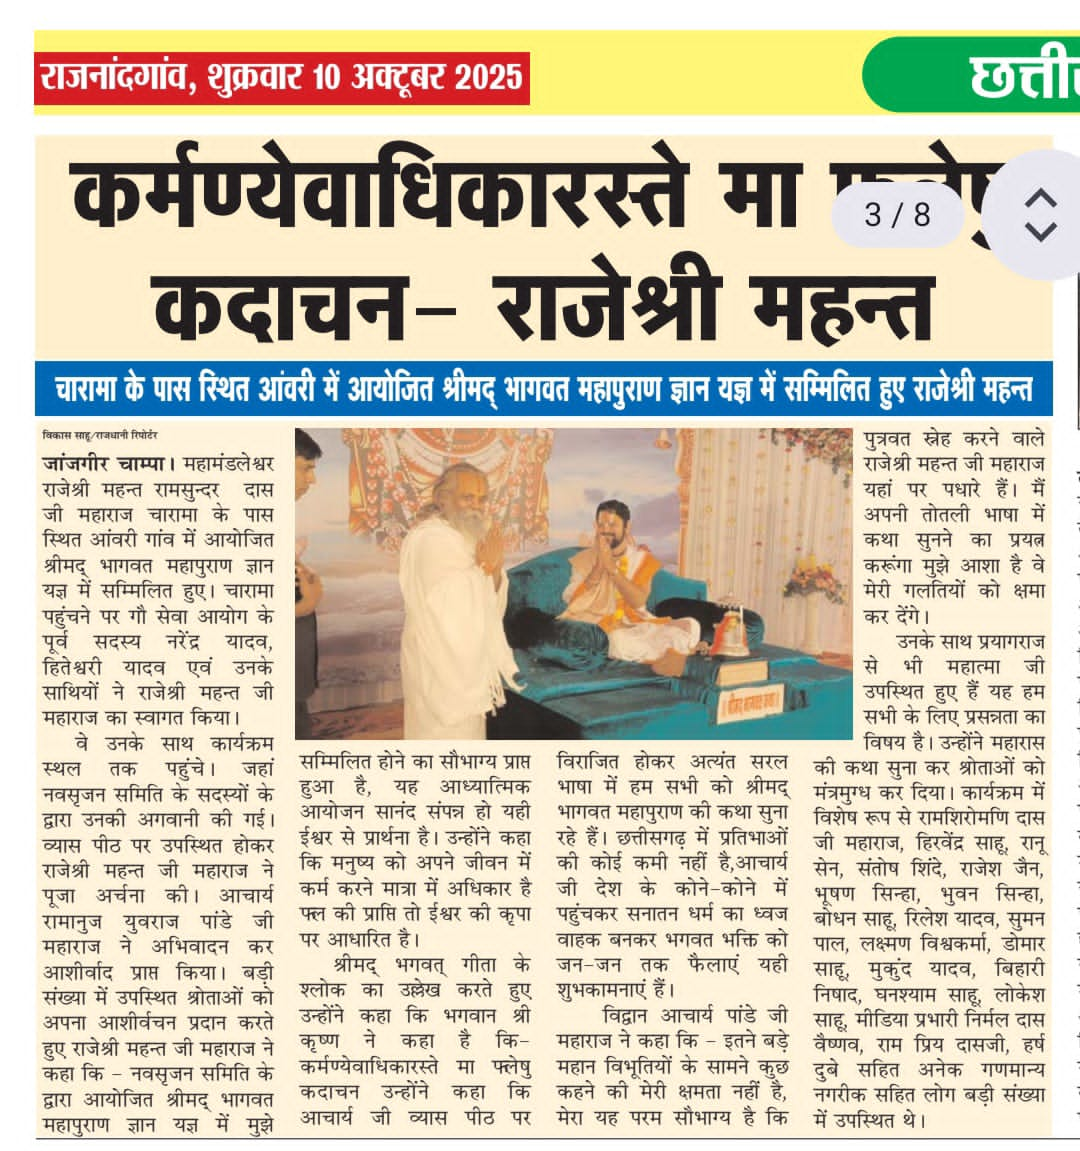 राजनांदगांव, शुक्रवार 10 अक्टूबर 2025
कर्मण्येवाधिकारस्ते मा
3 / 8
कदाचन- राजेश्री महन्त
चारामा के पास स्थित आंवरी में आयोजित श्रीमद् भागवत महापुराण ज्ञान यज्ञ में सम्मिलित हुए राजेश्री महन्त
विकास साहू/राजधानी रिपोर्टर
जांजगीर चाम्पा। महामंडलेश्वर
राजेश्री महन्त रामसुन्दर दास
जी महाराज चारामा के पास
स्थित आंवरी गांव में आयोजित
श्रीमद् भागवत महापुराण ज्ञान
यज्ञ में सम्मिलित हुए। चारामा
पहुंचने पर गौ सेवा आयोग के
पूर्व सदस्य नरेंद्र यादव,
हितेश्वरी यादव एवं उनके
साथियों ने राजेश्री महन्त जी
महाराज का स्वागत किया।
वे उनके साथ कार्यक्रम
स्थल तक पहुंचे। जहां
नवसृजन समिति के सदस्यों के
द्वारा उनकी अगवानी की गई।
व्यास पीठ पर उपस्थित होकर
राजेश्री महन्त जी महाराज ने
पूजा अर्चना की। आचार्य
रामानुज युवराज पांडे जी
महाराज ने अभिवादन कर
आशीर्वाद प्राप्त किया। बड़ी
संख्या में उपस्थित श्रोताओं को
अपना आशीर्वचन प्रदान करते
हुए राजेश्री महन्त जी महाराज ने
कहा कि - नवसृजन समिति के
द्वारा आयोजित श्रीमद् भागवत
महापुराण ज्ञान यज्ञ में मुझे
सम्मिलित होने का सौभाग्य प्राप्त
हुआ है, यह आध्यात्मिक
आयोजन सानंद संपन्न हो यही
ईश्वर से प्रार्थना है। उन्होंने कहा
कि मनुष्य को अपने जीवन में
कर्म करने मात्रा में अधिकार है
फ्ल की प्राप्ति तो ईश्वर की कृपा
पर आधारित है।
श्रीमद् भगवत् गीता के
श्लोक का उल्लेख करते हुए
उन्होंने कहा कि भगवान श्री
कृष्ण ने कहा है कि-
कर्मण्येवाधिकारस्ते मा फ्लेषु
कदाचन उन्होंने कहा कि
आचार्य जी व्यास पीठ पर
विराजित होकर अत्यंत सरल
भाषा में हम सभी को श्रीमद्
भागवत महापुराण की कथा सुना
रहे हैं। छत्तीसगढ़ में प्रतिभाओं
की कोई कमी नहीं है,आचार्य
जी देश के कोने-कोने में
पहुंचकर सनातन धर्म का ध्वज
वाहक बनकर भगवत भक्ति को
जन-जन तक फैलाएं यही
शुभकामनाएं हैं।
विद्वान आचार्य पांडे जी
महाराज ने कहा कि - इतने बड़े
महान विभूतियों के सामने कुछ
कहने की मेरी क्षमता नहीं है,
मेरा यह परम सौभाग्य है कि
पुत्रवत स्नेह करने वाले
राजेश्री महन्त जी महाराज
यहां पर पधारे हैं। मैं
अपनी तोतली भाषा में
कथा सुनने का प्रयत्न
करूंगा मुझे आशा है वे
मेरी गलतियों को क्षमा
कर देंगे।
उनके साथ प्रयागराज
से भी महात्मा जी
उपस्थित हुए हैं यह हम
सभी के लिए प्रसन्नता का
विषय है। उन्होंने महारास
की कथा सुना कर श्रोताओं को
मंत्रमुग्ध कर दिया। कार्यक्रम में
विशेष रूप से रामशिरोमणि दास
जी महाराज, हिरवेंद्र साहू, रानू
सेन, संतोष शिंदे, राजेश जैन,
भूषण सिन्हा, भुवन सिन्हा,
बोधन साहू, रिलेश यादव, सुमन
पाल, लक्ष्मण विश्वकर्मा, डोमार
साहू, मुकुंद यादव, बिहारी
निषाद, घनश्याम साहू, लोकेश
साहू, मीडिया प्रभारी निर्मल दास
वैष्णव, राम प्रिय दासजी, हर्ष
दुबे सहित अनेक गणमान्य
नगरीक सहित लोग बड़ी संख्या
में उपस्थित थे।